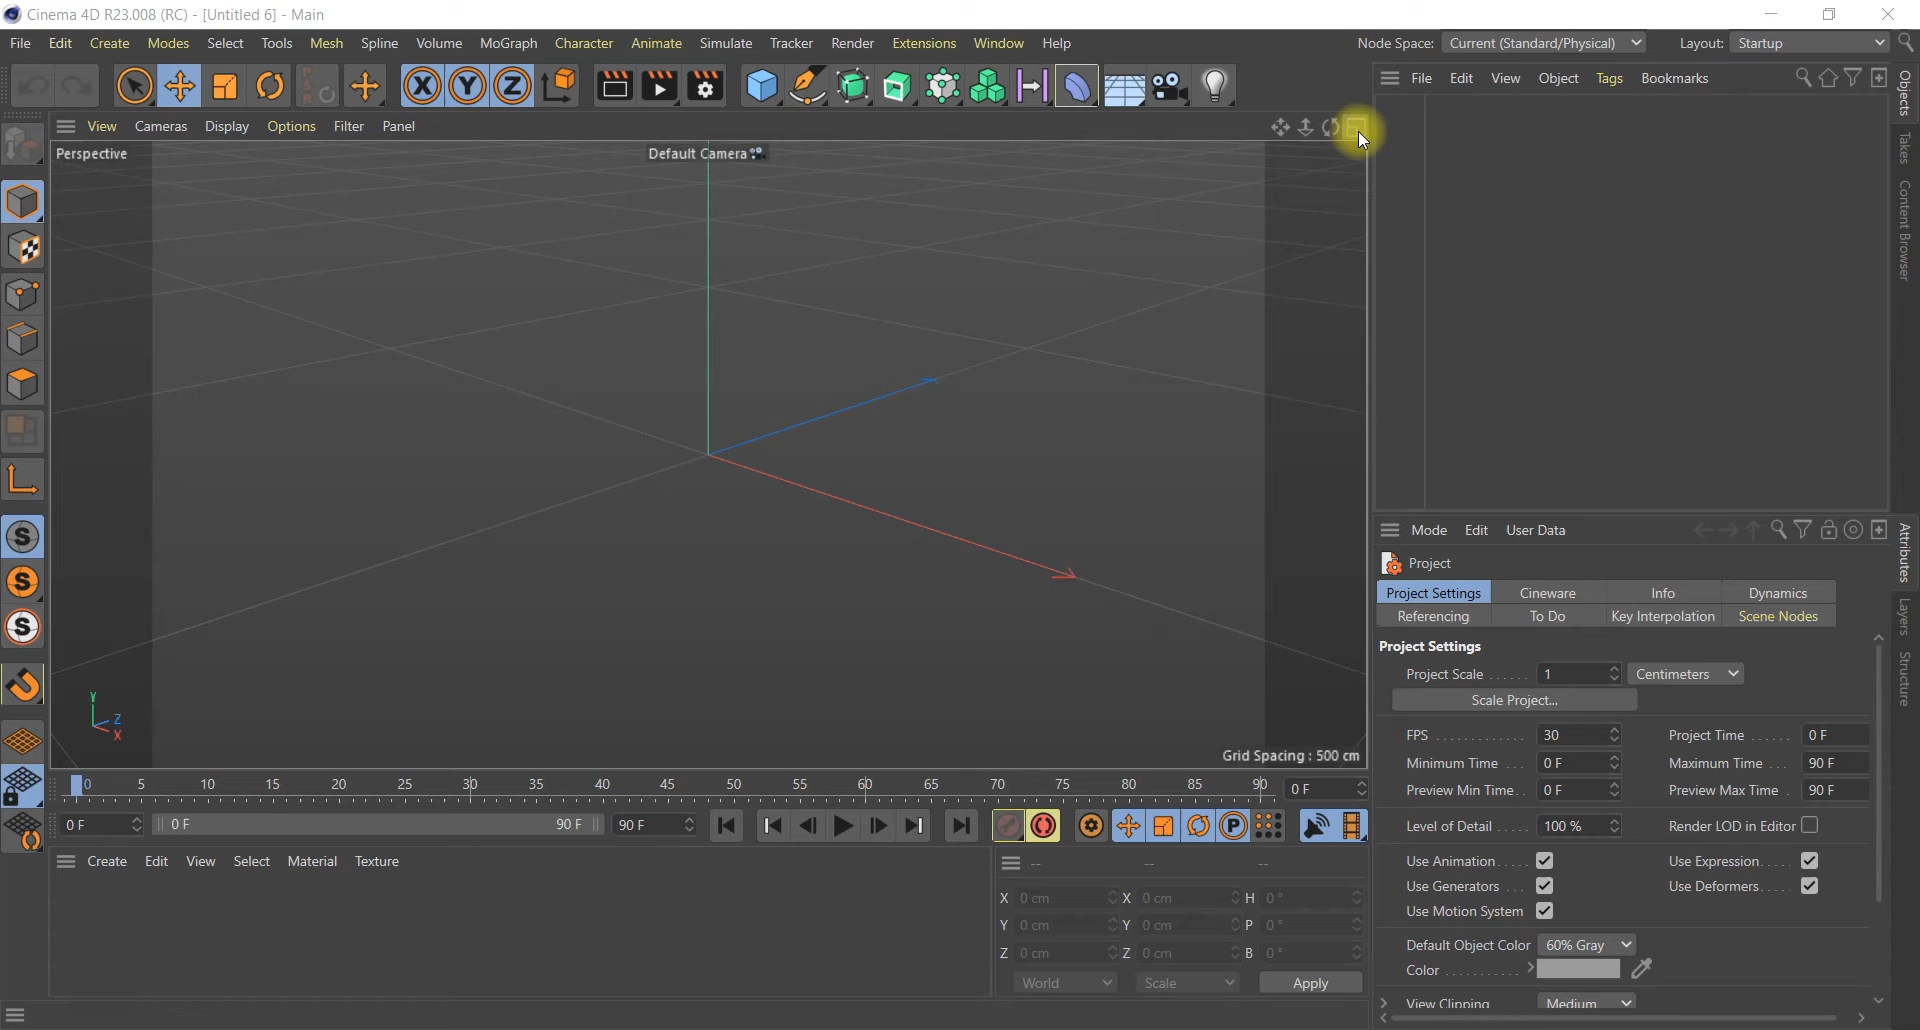 Cinema 4D R23.008 (RC) - [Untitled 6] - Main
File Edit Create Modes Select Tools Mesh Spline Volume MoGraph Character Animate Simulate Tracker Render Extensions Window Help Node Space: Current (Standard/Physical) Layout: Startup
File Edit View Object Tags Bookmarks
View Cameras Display Options Filter Panel
Perspective
Default Camera
Objects
Takes
Content Browser
X Y Z
PSR
S
S
S
Y
Z
X
Grid Spacing : 500 cm
Mode Edit User Data
Project
Project Settings Cineware Info Dynamics
Referencing To Do Key Interpolation Scene Nodes
Attributes
Layers
Structure
Project Settings
Project Scale ...... 1 Centimeters
Scale Project...
FPS ............ 30 Project Time ...... 0 F
Minimum Time ... 0 F Maximum Time ... 90 F
Preview Min Time . 0 F Preview Max Time . 90 F
Level of Detail ..... 100 % Render LOD in Editor
Use Animation .... Use Expression .....
Use Generators ... Use Deformers .....
Use Motion System
Default Object Color 60% Gray
Color ............
View Clipping Medium
0 5 10 15 20 25 30 35 40 45 50 55 60 65 70 75 80 85 90 0 F
0 F 0 F 90 F 90 F P
Create Edit View Select Material Texture
-- -- --
X 0 cm X 0 cm H 0 °
Y 0 cm Y 0 cm P 0 °
Z 0 cm Z 0 cm B 0 °
World Scale Apply